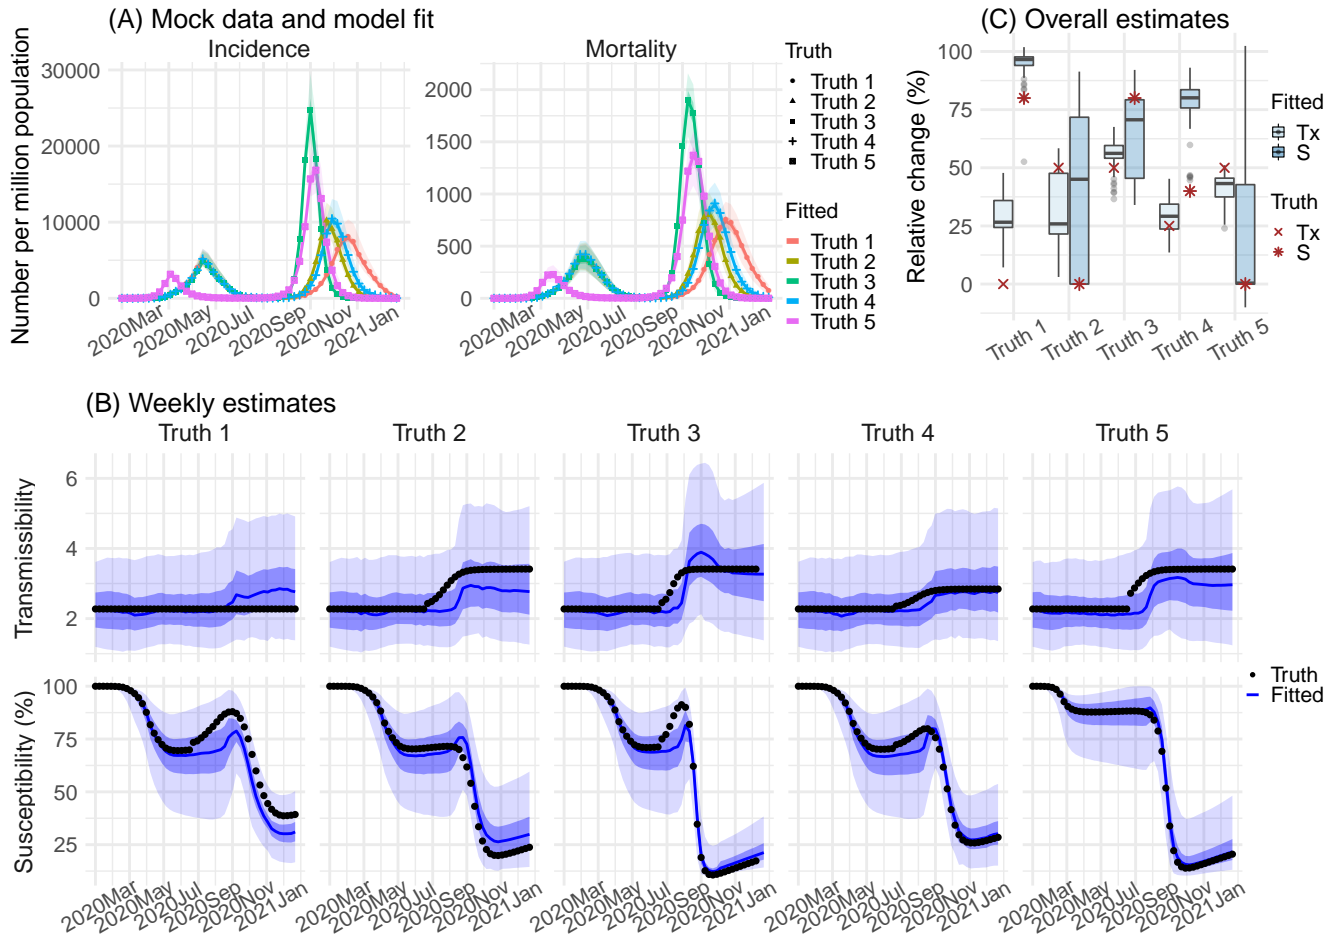 (A) Mock data and model fit
Incidence
Mortality
Number per million population
30000
20000
10000
0
2000
1500
1000
500
0
2020Mar
2020May
2020Jul
2020Sep
2020Nov
2021Jan
2020Mar
2020May
2020Jul
2020Sep
2020Nov
2021Jan
Truth
Truth 1
Truth 2
Truth 3
Truth 4
Truth 5
Fitted
Truth 1
Truth 2
Truth 3
Truth 4
Truth 5
(C) Overall estimates
Relative change (%)
100
75
50
25
0
Truth 1
Truth 2
Truth 3
Truth 4
Truth 5
Fitted
Tx
S
Truth
Tx
S
(B) Weekly estimates
Truth 1
Truth 2
Truth 3
Truth 4
Truth 5
Transmissibility
6
4
2
Susceptibility (%)
100
75
50
25
2020Mar
2020May
2020Jul
2020Sep
2020Nov
2021Jan
2020Mar
2020May
2020Jul
2020Sep
2020Nov
2021Jan
2020Mar
2020May
2020Jul
2020Sep
2020Nov
2021Jan
2020Mar
2020May
2020Jul
2020Sep
2020Nov
2021Jan
2020Mar
2020May
2020Jul
2020Sep
2020Nov
2021Jan
Truth
Fitted